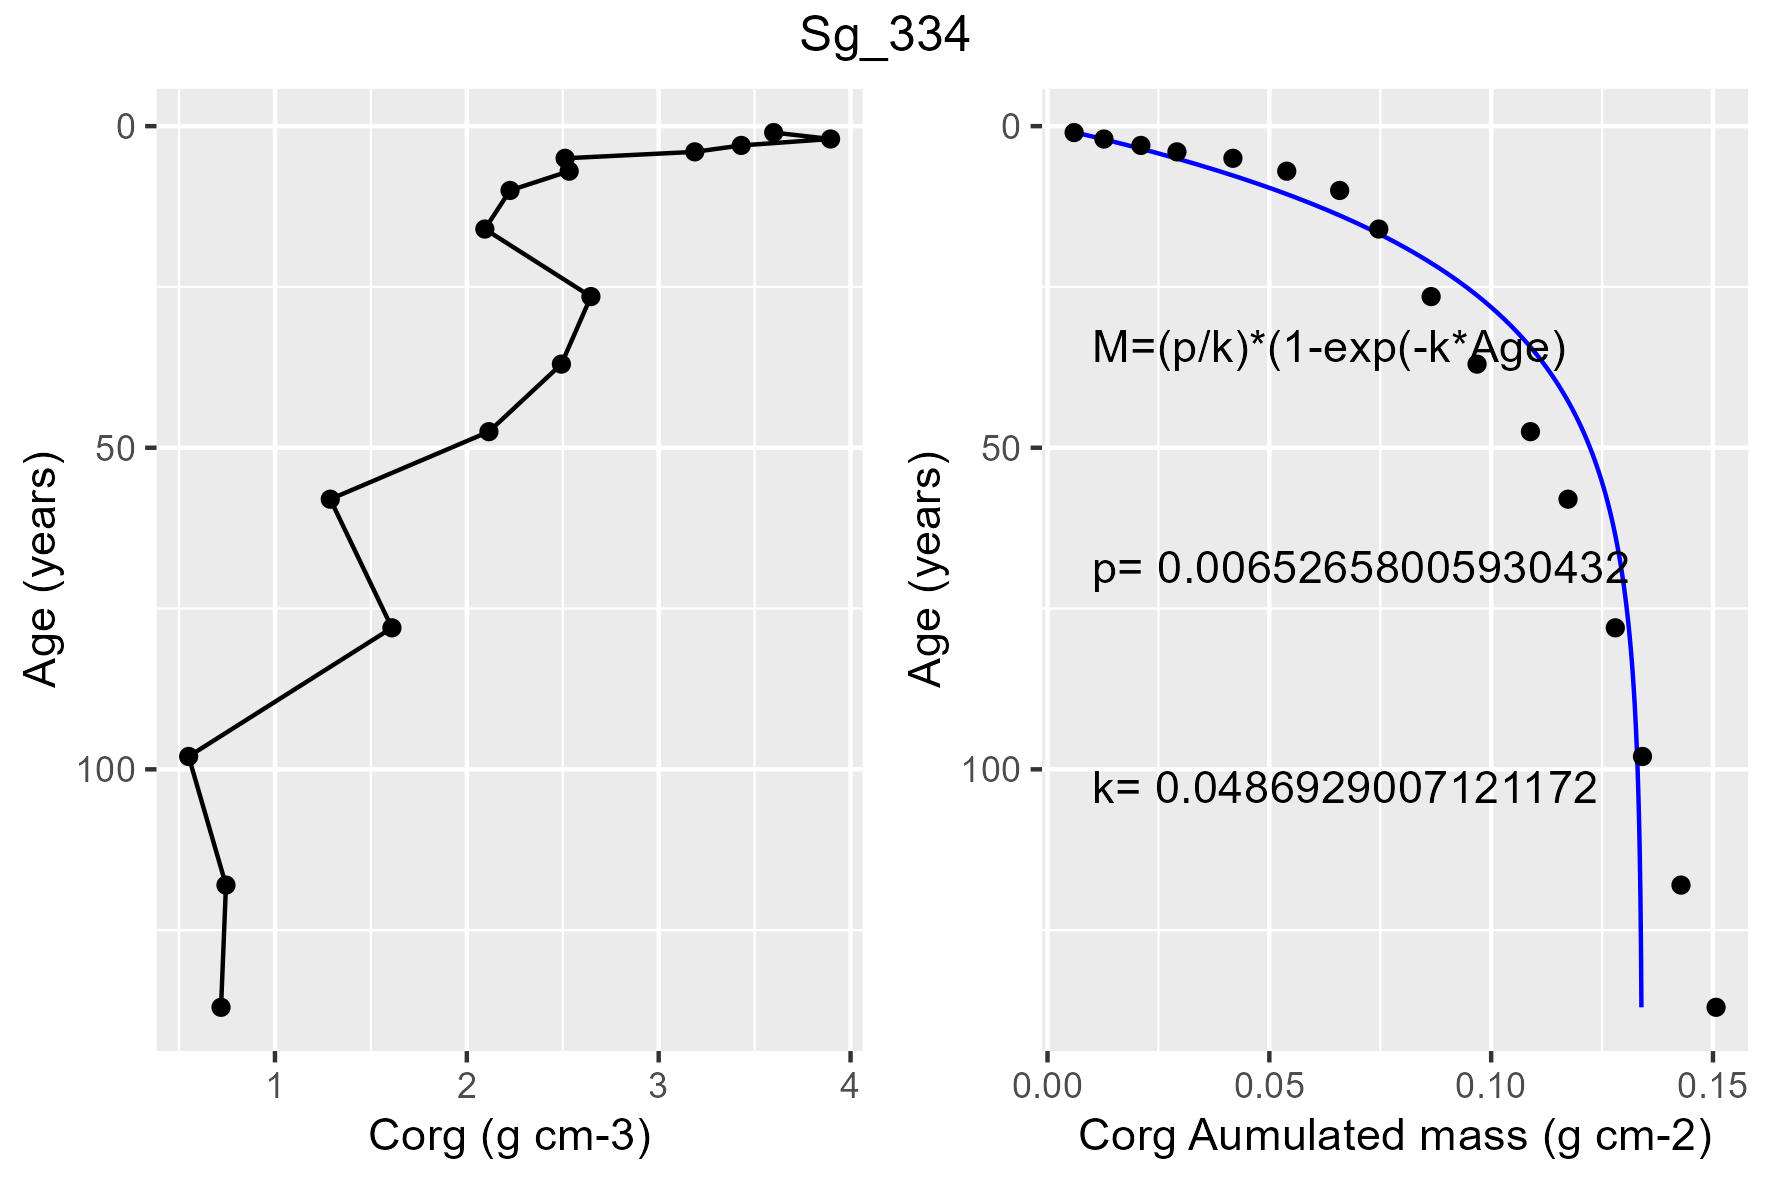 Sg_334
0
50
100
Age (years)
1 2 3 4
Corg (g cm-3)
0
50
100
Age (years)
M=(p/k)*(1-exp(-k*Age)
p= 0.00652658005930432
k= 0.0486929007121172
0.00 0.05 0.10 0.15
Corg Aumulated mass (g cm-2)